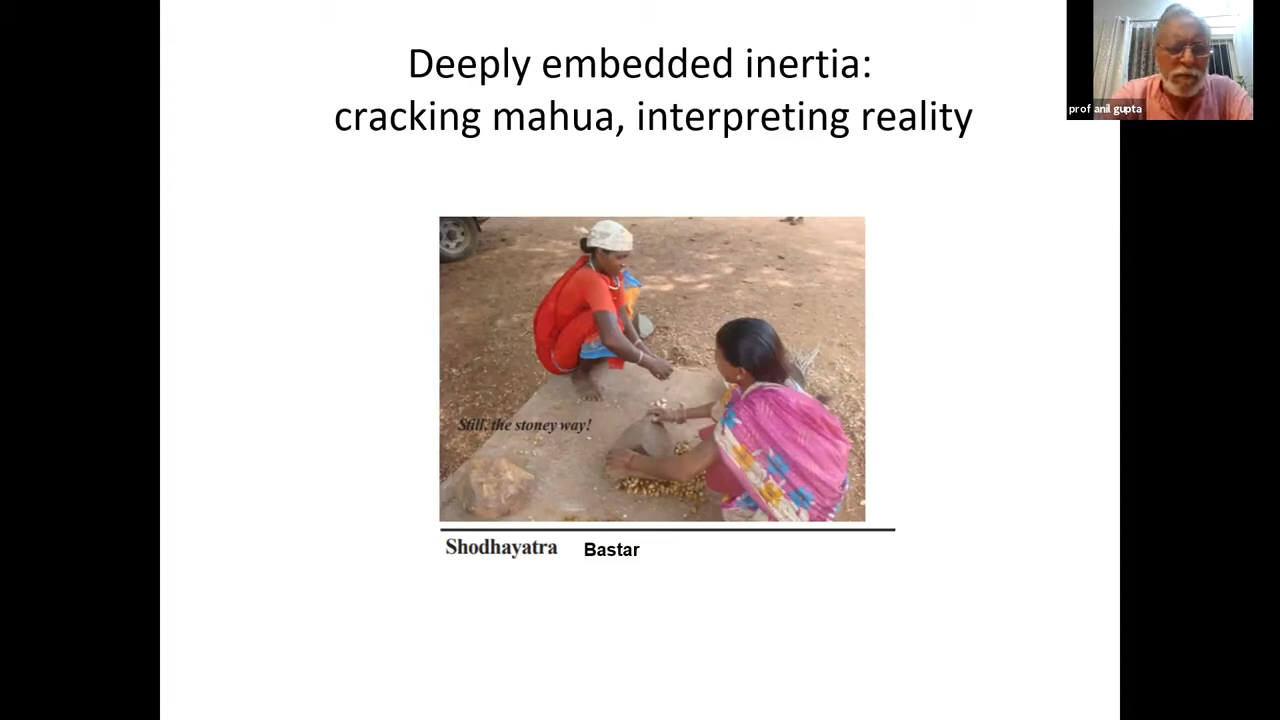 Deeply embedded inertia:
cracking mahua, interpreting reality
prof anil gupta
Still, the stoney way!
Shodhayatra Bastar